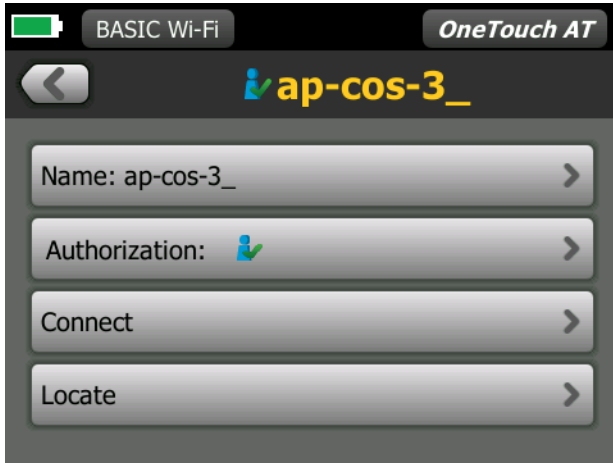 BASIC Wi-Fi
OneTouch AT
ap-cos-3_
Name: ap-cos-3_
Authorization:
Connect
Locate